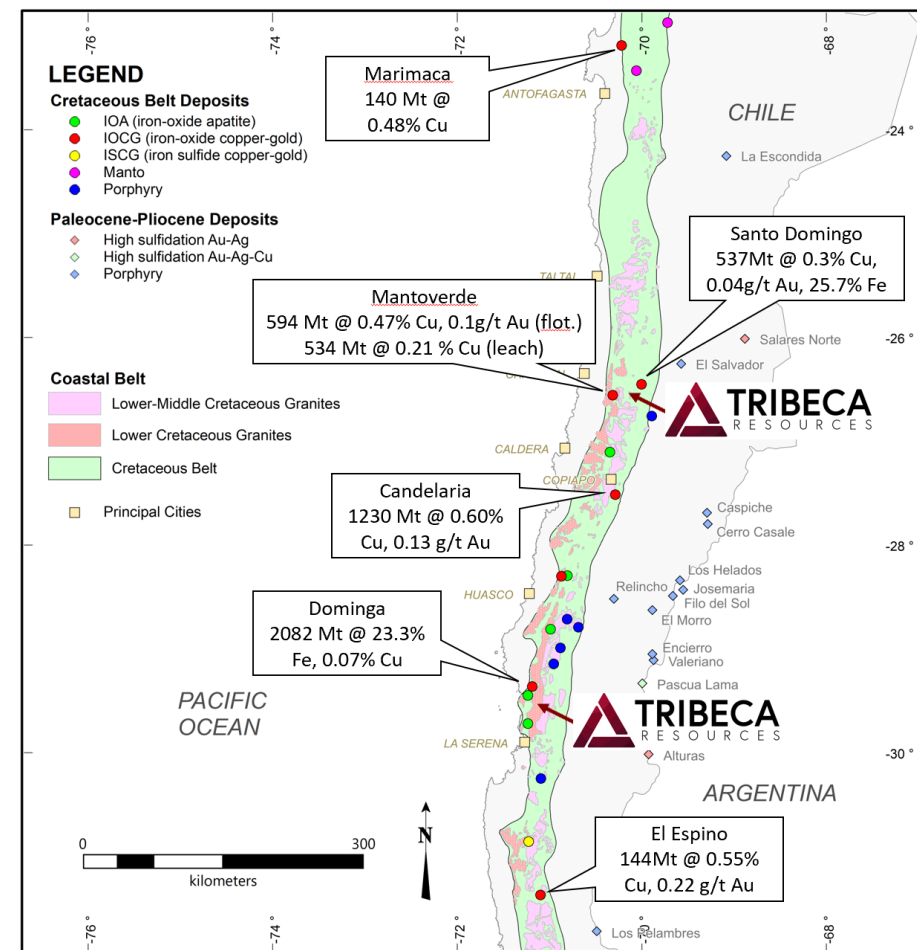 -76 °
-74 °
-72 °
-70 °
-68 °
LEGEND
Cretaceous Belt Deposits
IOA (iron-oxide apatite)
IOCG (iron-oxide copper-gold)
ISCG (iron sulfide copper-gold)
Manto
Porphyry
Paleocene-Pliocene Deposits
High sulfidation Au-Ag
High sulfidation Au-Ag-Cu
Porphyry
Coastal Belt
Lower-Middle Cretaceous Granites
Lower Cretaceous Granites
Cretaceous Belt
Principal Cities
Marimaca
140 Mt @
0.48% Cu
ANTOFAGASTA
CHILE
-24 °
La Escondida
Santo Domingo
537Mt @ 0.3% Cu,
0.04g/t Au, 25.7% Fe
TALTAL
Mantoverde
594 Mt @ 0.47% Cu, 0.1g/t Au (flot.)
534 Mt @ 0.21 % Cu (leach)
-26 °
Salares Norte
El Salvador
TRIBECA
RESOURCES
CALDERA
COPIAPO
Candelaria
1230 Mt @ 0.60%
Cu, 0.13 g/t Au
Caspiche
Cerro Casale
-28 °
Los Helados
Josemaria
Filo del Sol
Relincho
El Morro
HUASCO
Dominga
2082 Mt @ 23.3%
Fe, 0.07% Cu
Encierro
Valeriano
Pascua Lama
PACIFIC
OCEAN
TRIBECA
RESOURCES
LA SERENA
-30 °
Alturas
ARGENTINA
N
0
300
kilometers
El Espino
144Mt @ 0.55%
Cu, 0.22 g/t Au
Los Pelambres
-76 °
-74 °
-72 °
-68 °